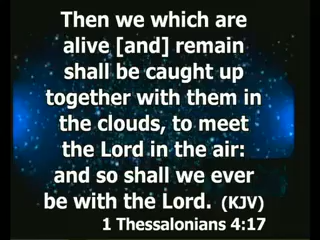 Then we which are
alive [and] remain
shall be caught up
together with them in
the clouds, to meet
the Lord in the air:
and so shall we ever
be with the Lord. (KJV)
1 Thessalonians 4:17